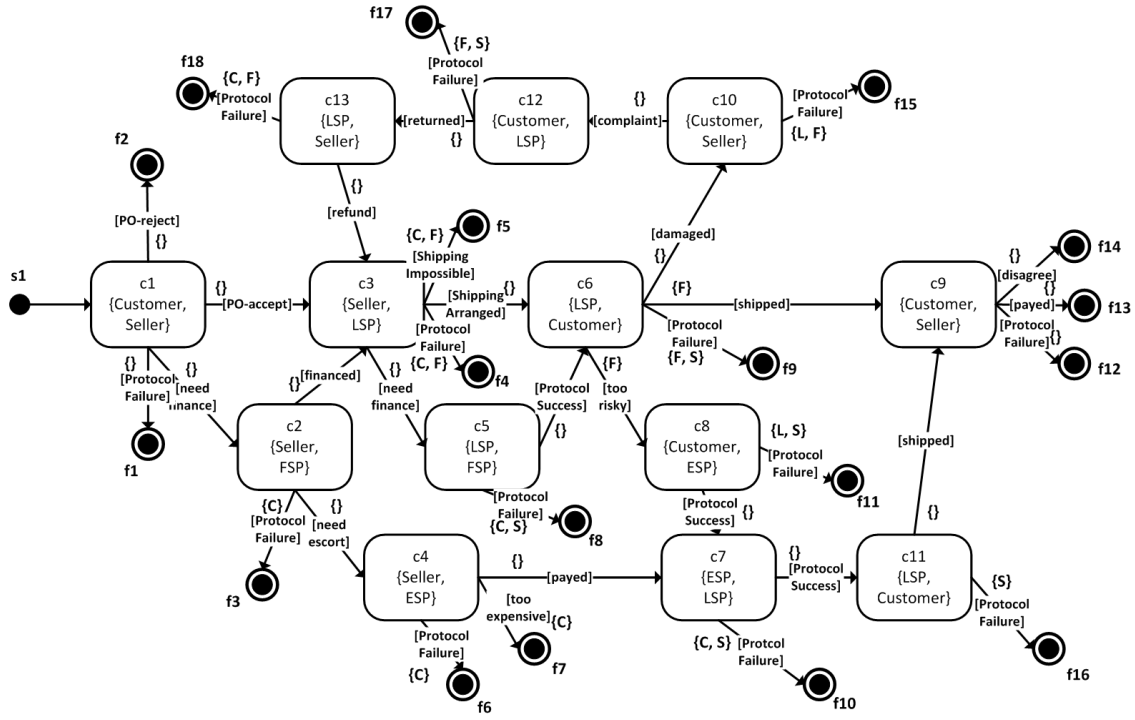 f17
{F, S}
[Protocol
Failure]
f18
{C, F}
[Protocol
Failure]
c13
{LSP,
Seller}
[returned]
{}
c12
{Customer,
LSP}
{}
[complaint]
c10
{Customer,
Seller}
[Protocol
Failure]
{L, F}
f15
f2
[PO-reject]
{}
{}
[refund]
{C, F}
f5
[Shipping
Impossible]
[damaged]
{}
s1
c1
{Customer,
Seller}
{}
[PO-accept]
c3
{Seller,
LSP}
[Shipping
Arranged]
{}
c6
{LSP,
Customer}
{F}
[shipped]
c9
{Customer,
Seller}
{}
[disagree]
f14
{}
[payed]
f13
[Protocol
Failure]
{}
f12
[Protocol
Failure]
{C, F}
f4
[Protocol
Failure]
{F, S}
f9
{}
[Protocol
Failure]
f1
{}
[need
finance]
{}
[financed]
{}
[need
finance]
[Protocol
Success]
{}
{F}
[too
risky]
c2
{Seller,
FSP}
c5
{LSP,
FSP}
c8
{Customer,
ESP}
{L, S}
[Protocol
Failure]
f11
[shipped]
{}
{C}
[Protocol
Failure]
f3
{}
[need
escort]
[Protocol
Failure]
{C, S}
f8
[Protocol
Success]
{}
c4
{Seller,
ESP}
{}
[payed]
c7
{ESP,
LSP}
{}
[Protocol
Success]
c11
{LSP,
Customer}
{S}
[Protocol
Failure]
f16
[too
expensive]
{C}
f7
[Protocol
Failure]
{C}
f6
{C, S}
[Protcol
Failure]
f10